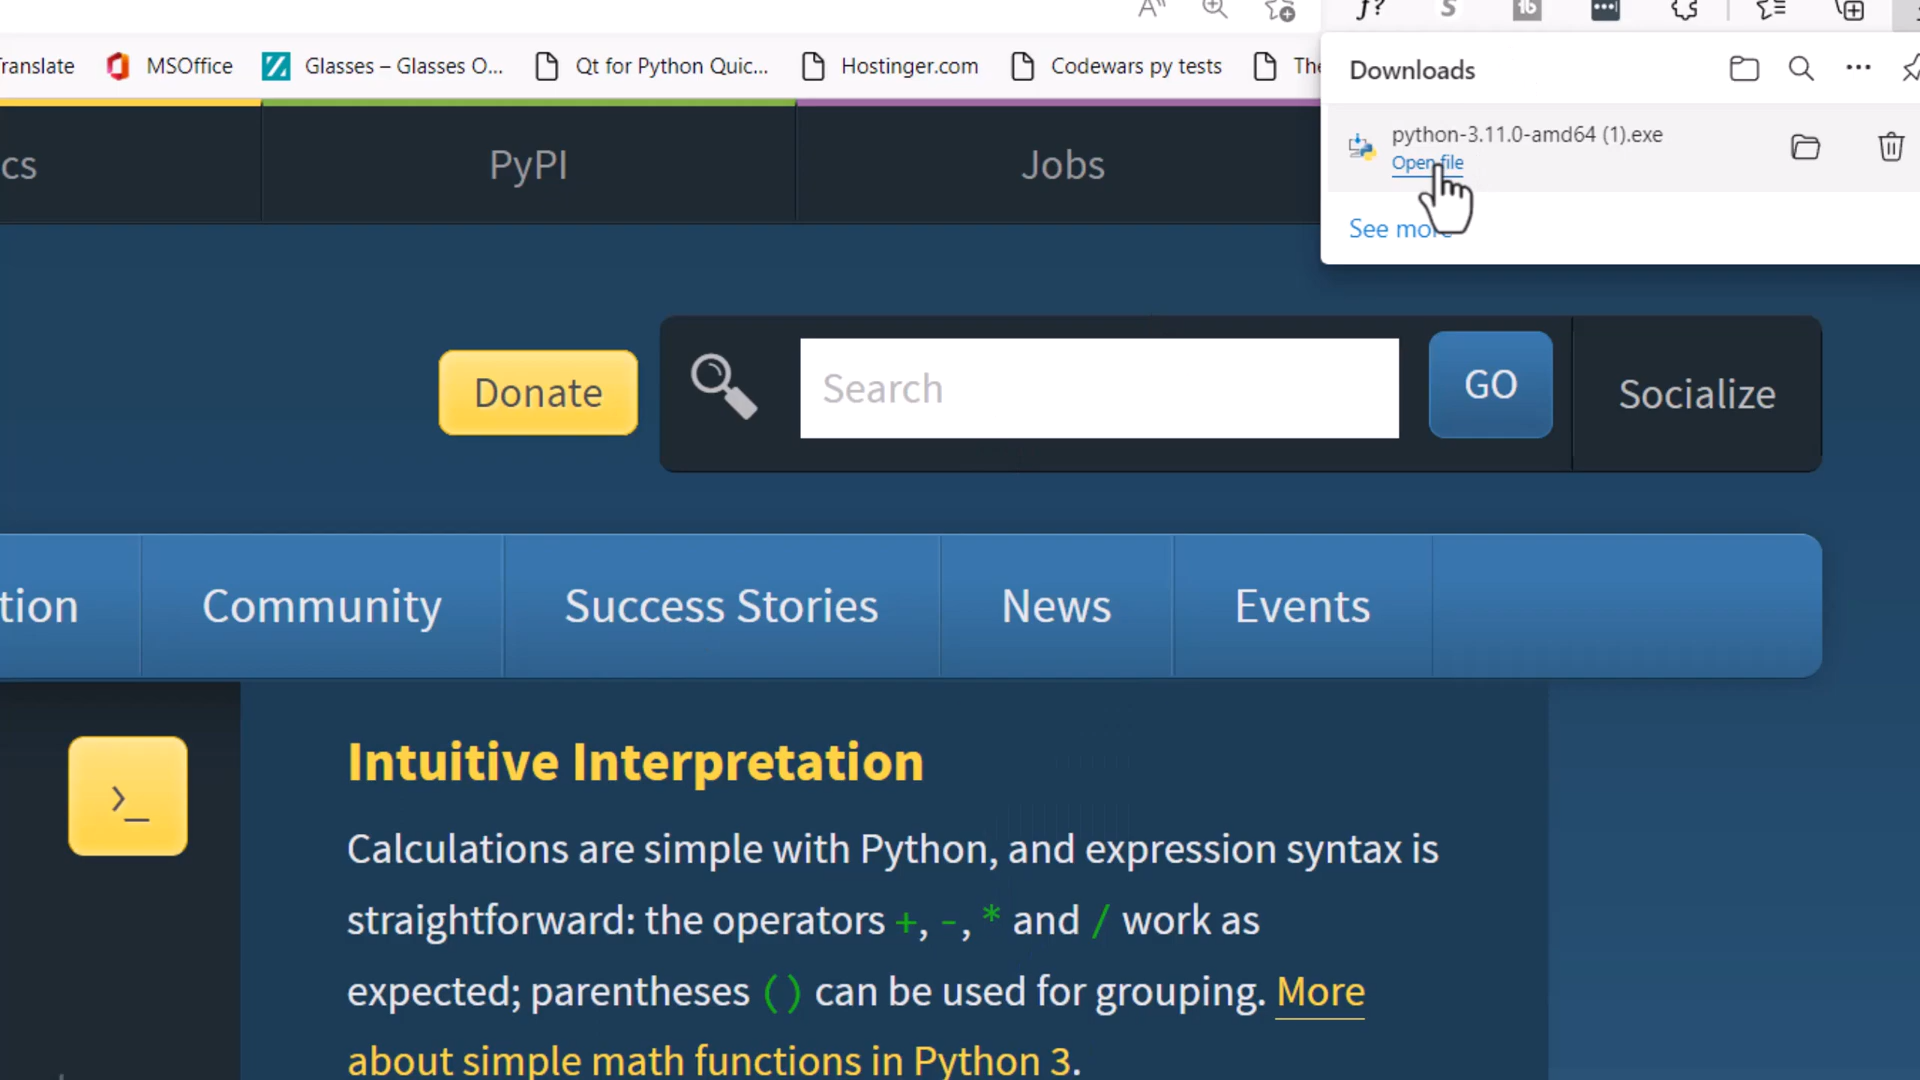 ranslate MSOffice Glasses – Glasses O... Qt for Python Quic... Hostinger.com Codewars py tests The
Downloads
python-3.11.0-amd64 (1).exe
Open file
See more
cs PyPI Jobs
Donate Search GO Socialize
tion Community Success Stories News Events
>_
Intuitive Interpretation
Calculations are simple with Python, and expression syntax is
straightforward: the operators +, -, * and / work as
expected; parentheses () can be used for grouping. More
about simple math functions in Python 3.